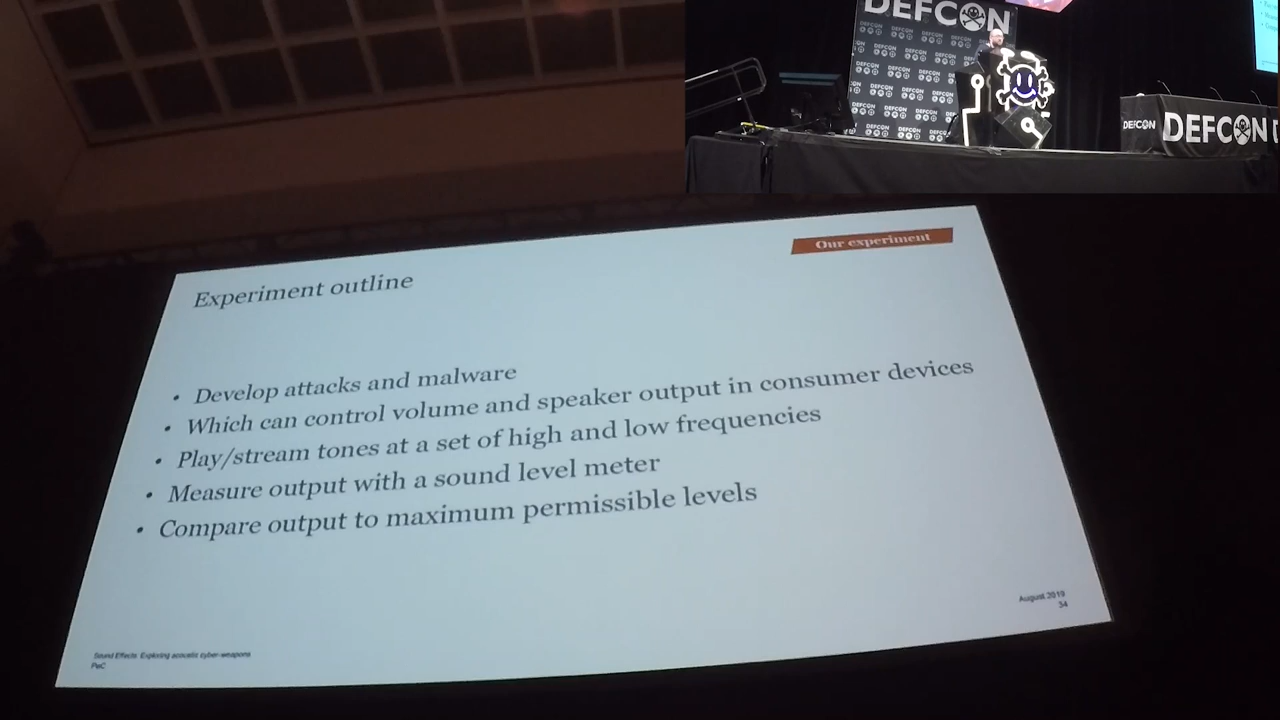 DEFCON
DEFCON
DEFCON
Our experiment
Experiment outline
• Develop attacks and malware
• Which can control volume and speaker output in consumer devices
• Play/stream tones at a set of high and low frequencies
• Measure output with a sound level meter
• Compare output to maximum permissible levels
August 2019
54
Sound Effects: Exploring acoustic cyber-weapons
PwC